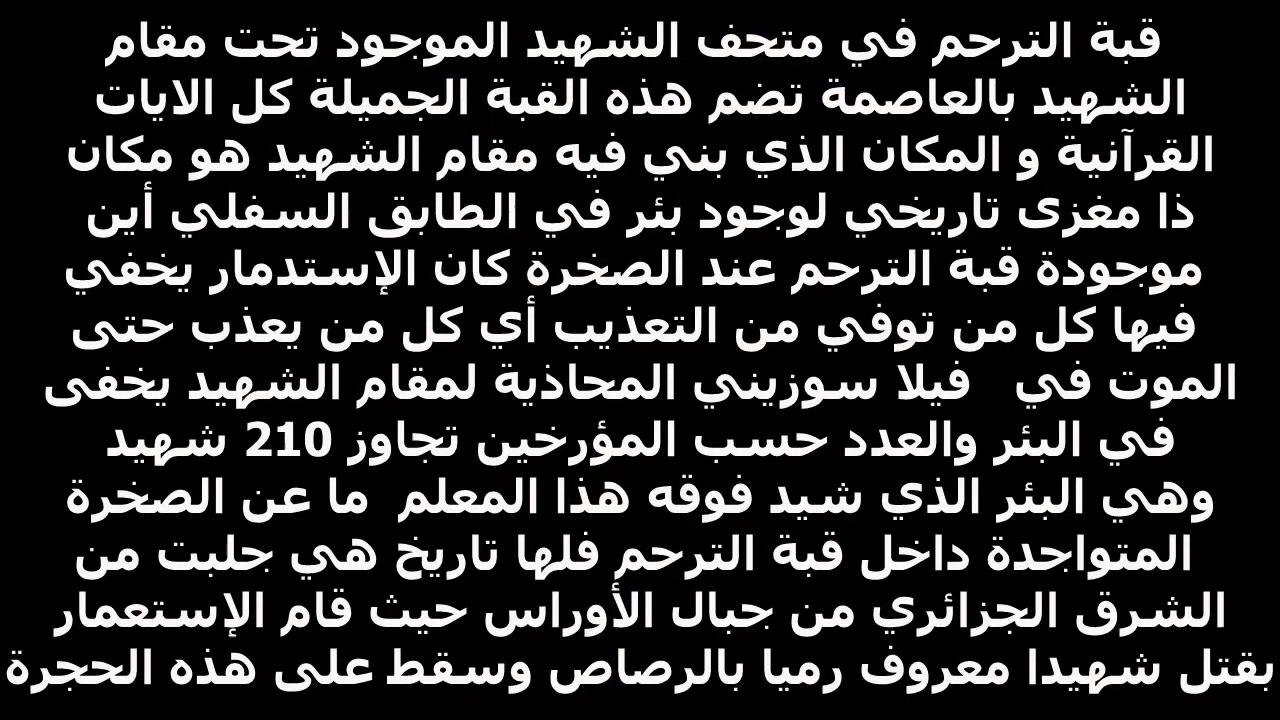 قبة الترحم في متحف الشهيد الموجود تحت مقام
الشهيد بالعاصمة تضم هذه القبة الجميلة كل الايات
القرآنية و المكان الذي بني فيه مقام الشهيد هو مكان
ذا مغزى تاريخي لوجود بئر في الطابق السفلي أين
موجودة قبة الترحم عند الصخرة كان الإستدمار يخفي
فيها كل من توفي من التعذيب أي كل من يعذب حتى
الموت في فيلا سوزيني المحاذية لمقام الشهيد يخفى
في البئر والعدد حسب المؤرخين تجاوز 210 شهيد
وهي البئر الذي شيد فوقه هذا المعلم ما عن الصخرة
المتواجدة داخل قبة الترحم فلها تاريخ هي جلبت من
الشرق الجزائري من جبال الأوراس حيث قام الإستعمار
بقتل شهيدا معروف رميا بالرصاص وسقط على هذه الحجرة